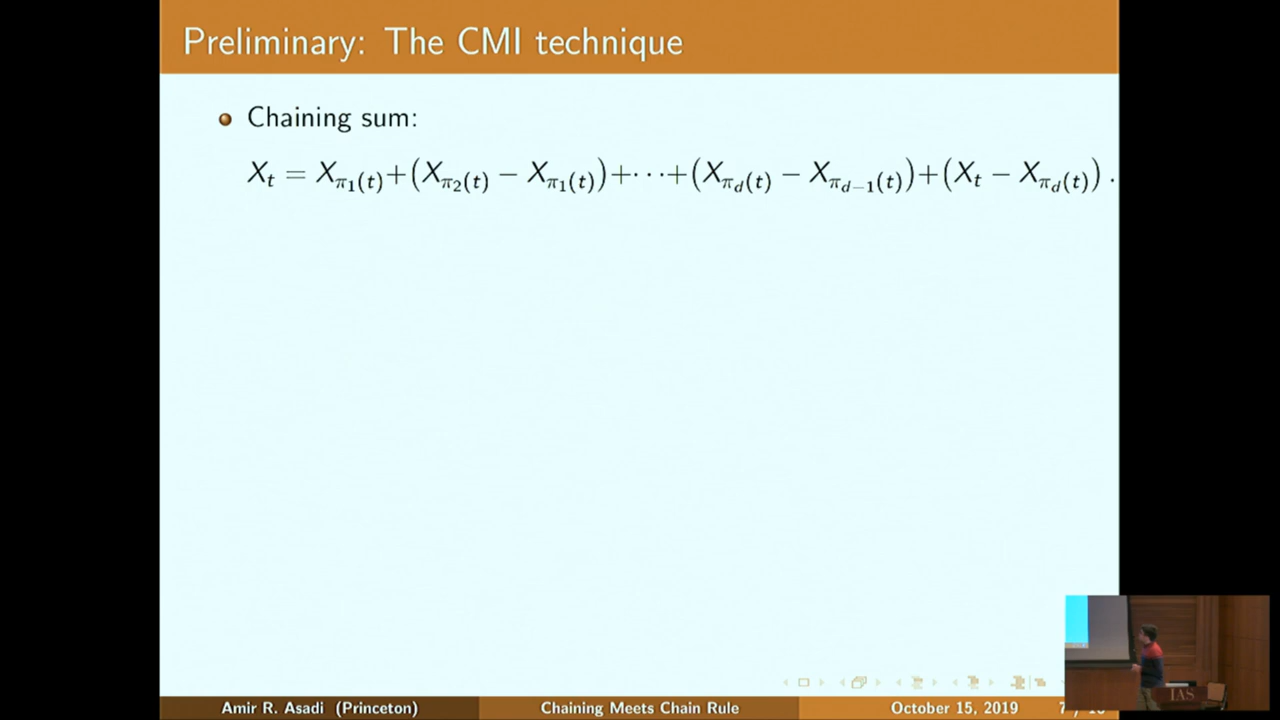 Preliminary: The CMI technique
Chaining sum:
X_t = X_{π_1(t)} + (X_{π_2(t)} − X_{π_1(t)}) + ⋯ + (X_{π_d(t)} − X_{π_{d−1}(t)}) + (X_t − X_{π_d(t)}) .
Amir R. Asadi (Princeton) Chaining Meets Chain Rule October 15, 2019
IAS